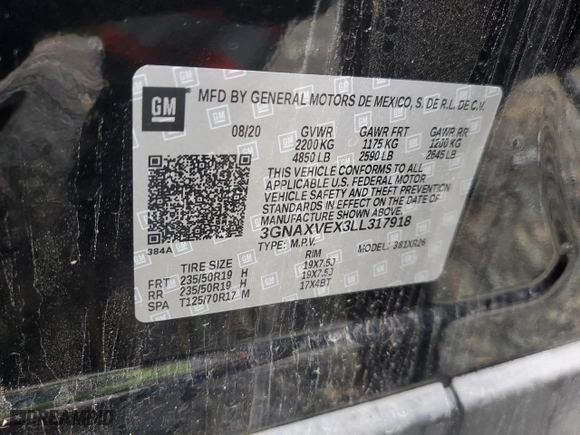 GM
MFD BY GENERAL MOTORS DE MEXICO, S. DE R.L. DE C.V.
08/20 GVWR GAWR FRT GAWR RR
2200 KG 1175 KG 1200 KG
4850 LB 2590 LB 2645 LB
THIS VEHICLE CONFORMS TO ALL
APPLICABLE U.S. FEDERAL MOTOR
VEHICLE SAFETY AND THEFT PREVENTION
STANDARDS IN EFFECT ON THE DATE OF
MANUFACTURE SHOWN ABOVE.
3GNAXVEX3LL317918
384A TYPE: M.P.V. MODEL: 381XR26
TIRE SIZE RIM
FRT 235/50R19 H 19X7.5J
RR 235/50R19 H 19X7.5J
SPA T125/70R17 M 17X4BT